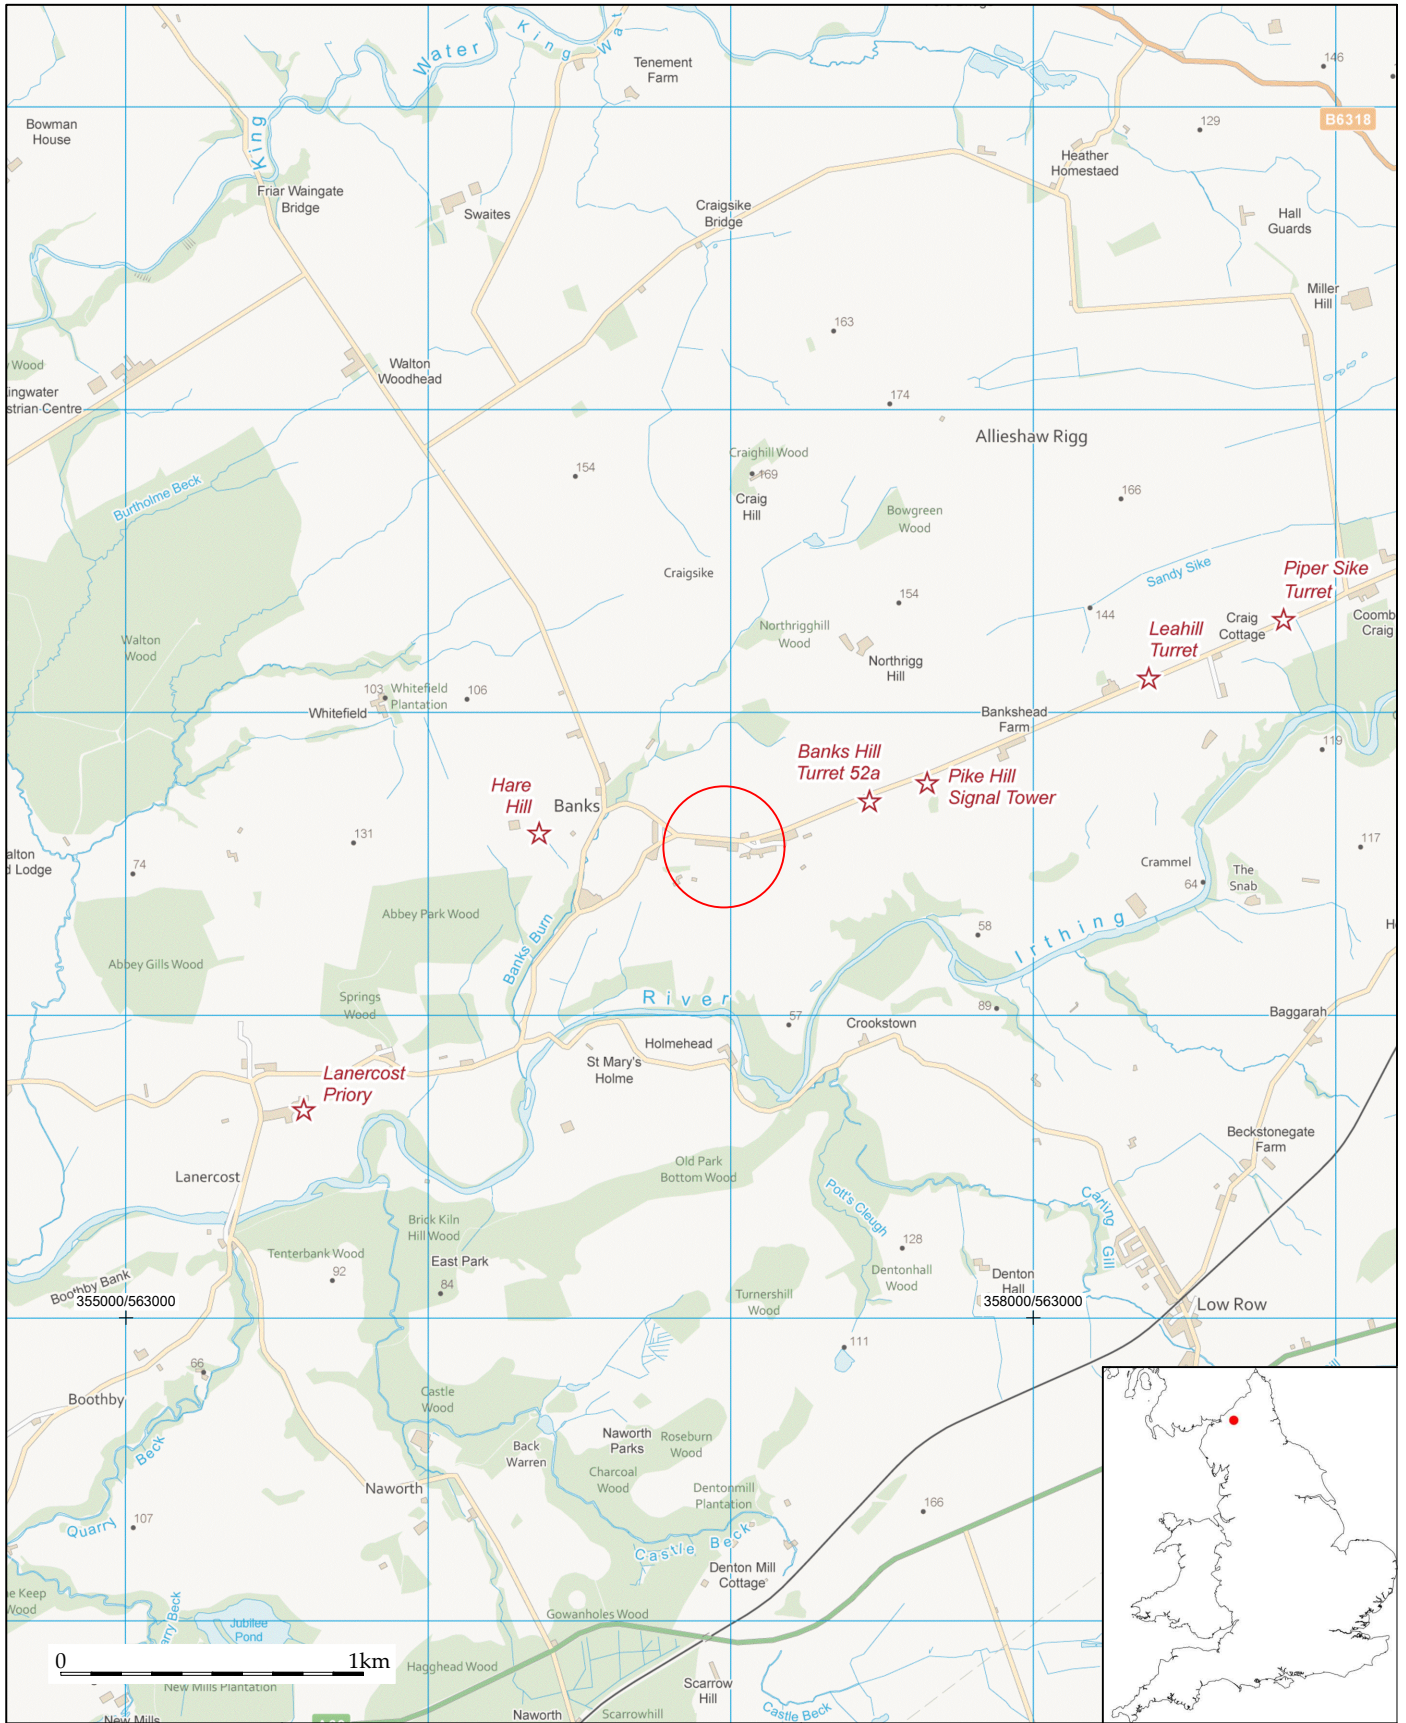 King
Water
King
Wat
Tenement
Farm
146
B6318
Bowman
House
129
Heather
Homestaed
Friar Waingate
Bridge
Swaites
Craigsike
Bridge
Hall
Guards
Miller
Hill
163
Wood
Walton
Woodhead
ingwater
strian Centre
174
Allieshaw Rigg
Craighill Wood
169
Craig
Hill
154
Burtholme Beck
166
Bowgreen
Wood
Craigsike
Sandy Sike
Piper Sike
Turret
154
144
Craig
Cottage
Coomb
Craig
Leahill
Turret
Walton
Wood
Northrigghill
Wood
Northrigg
Hill
103
Whitefield
Plantation
106
Whitefield
Bankshead
Farm
119
Banks Hill
Turret 52a
Pike Hill
Signal Tower
Hare
Hill
Banks
131
117
alton
d Lodge
74
Crammel
64
The
Snab
Abbey Park Wood
58
Irthing
Banks Burn
Abbey Gills Wood
Springs
Wood
River
89
57
Crookstown
Baggarah
Holmehead
St Mary's
Holme
Lanercost
Priory
Beckstonegate
Farm
Old Park
Bottom Wood
Lanercost
Pott's Cleugh
Carling
Gill
Brick Kiln
Hill Wood
128
Tenterbank Wood
92
East Park
84
Dentonhall
Wood
Denton
Hall
Boothby Bank
Turnershill
Wood
355000/563000
358000/563000
Low Row
111
66
Boothby
Castle
Wood
Naworth
Parks
Roseburn
Wood
Back
Warren
Charcoal
Wood
Beck
Naworth
Dentonmill
Plantation
166
Quarry
107
Castle Beck
Denton Mill
Cottage
e Keep
Wood
arry Beck
Jubilee
Pond
Gowanholes Wood
0
1km
Hagghead Wood
New Mills Plantation
Scarrow
Hill
Castle Beck
New Mills
Naworth
Scarrowhill